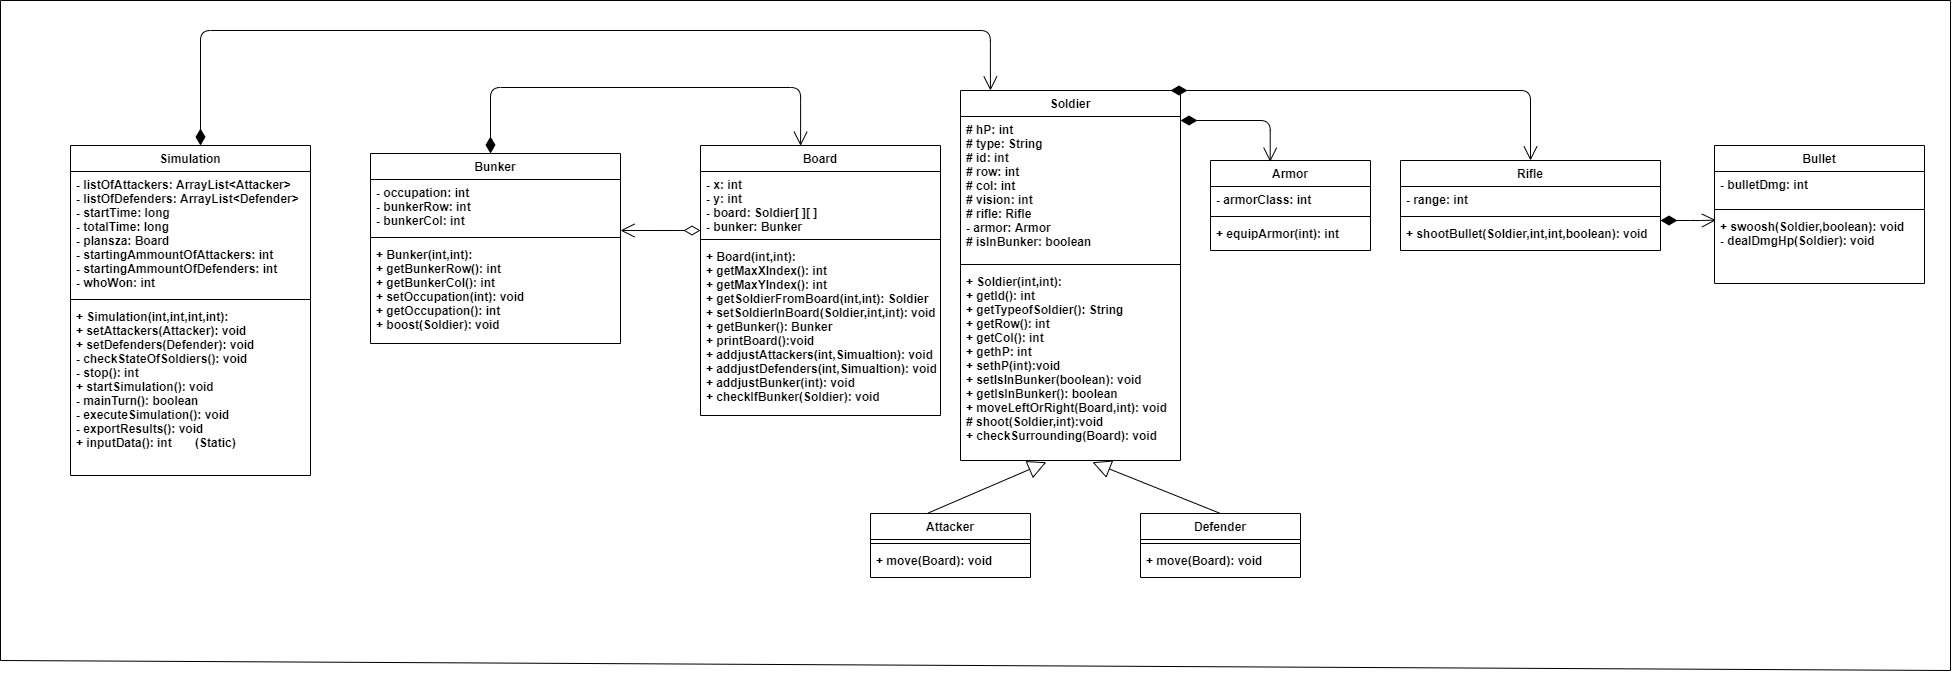 Simulation
- listOfAttackers: ArrayList<Attacker>
- listOfDefenders: ArrayList<Defender>
- startTime: long
- totalTime: long
- plansza: Board
- startingAmmountOfAttackers: int
- startingAmmountOfDefenders: int
- whoWon: int
+ Simulation(int,int,int,int):
+ setAttackers(Attacker): void
+ setDefenders(Defender): void
- checkStateOfSoldiers(): void
- stop(): int
+ startSimulation(): void
- mainTurn(): boolean
- executeSimulation(): void
- exportResults(): void
+ inputData(): int (Static)
Bunker
- occupation: int
- bunkerRow: int
- bunkerCol: int
+ Bunker(int,int):
+ getBunkerRow(): int
+ getBunkerCol(): int
+ setOccupation(int): void
+ getOccupation(): int
+ boost(Soldier): void
Board
- x: int
- y: int
- board: Soldier[ ][ ]
- bunker: Bunker
+ Board(int,int):
+ getMaxXIndex(): int
+ getMaxYIndex(): int
+ getSoldierFromBoard(int,int): Soldier
+ setSoldierInBoard(Soldier,int,int): void
+ getBunker(): Bunker
+ printBoard():void
+ addjustAttackers(int,Simualtion): void
+ addjustDefenders(int,Simualtion): void
+ addjustBunker(int): void
+ checkIfBunker(Soldier): void
Soldier
# hP: int
# type: String
# id: int
# row: int
# col: int
# vision: int
# rifle: Rifle
- armor: Armor
# isInBunker: boolean
+ Soldier(int,int):
+ getId(): int
+ getTypeofSoldier(): String
+ getRow(): int
+ getCol(): int
+ gethP: int
+ sethP(int):void
+ setIsInBunker(boolean): void
+ getIsInBunker(): boolean
+ moveLeftOrRight(Board,int): void
# shoot(Soldier,int):void
+ checkSurrounding(Board): void
Armor
- armorClass: int
+ equipArmor(int): int
Rifle
- range: int
+ shootBullet(Soldier,int,int,boolean): void
Bullet
- bulletDmg: int
+ swoosh(Soldier,boolean): void
- dealDmgHp(Soldier): void
Attacker
+ move(Board): void
Defender
+ move(Board): void